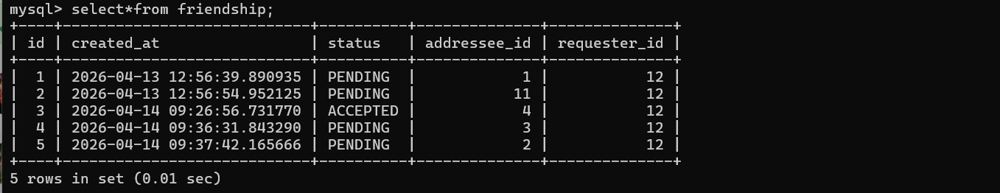 mysql> select*from friendship;
+----+----------------------------+----------+--------------+--------------+
| id | created_at                 | status   | addressee_id | requester_id |
+----+----------------------------+----------+--------------+--------------+
|  1 | 2026-04-13 12:56:39.890935 | PENDING  |            1 |           12 |
|  2 | 2026-04-13 12:56:54.952125 | PENDING  |           11 |           12 |
|  3 | 2026-04-14 09:26:56.731770 | ACCEPTED |            4 |           12 |
|  4 | 2026-04-14 09:36:31.843290 | PENDING  |            3 |           12 |
|  5 | 2026-04-14 09:37:42.165666 | PENDING  |            2 |           12 |
+----+----------------------------+----------+--------------+--------------+
5 rows in set (0.01 sec)